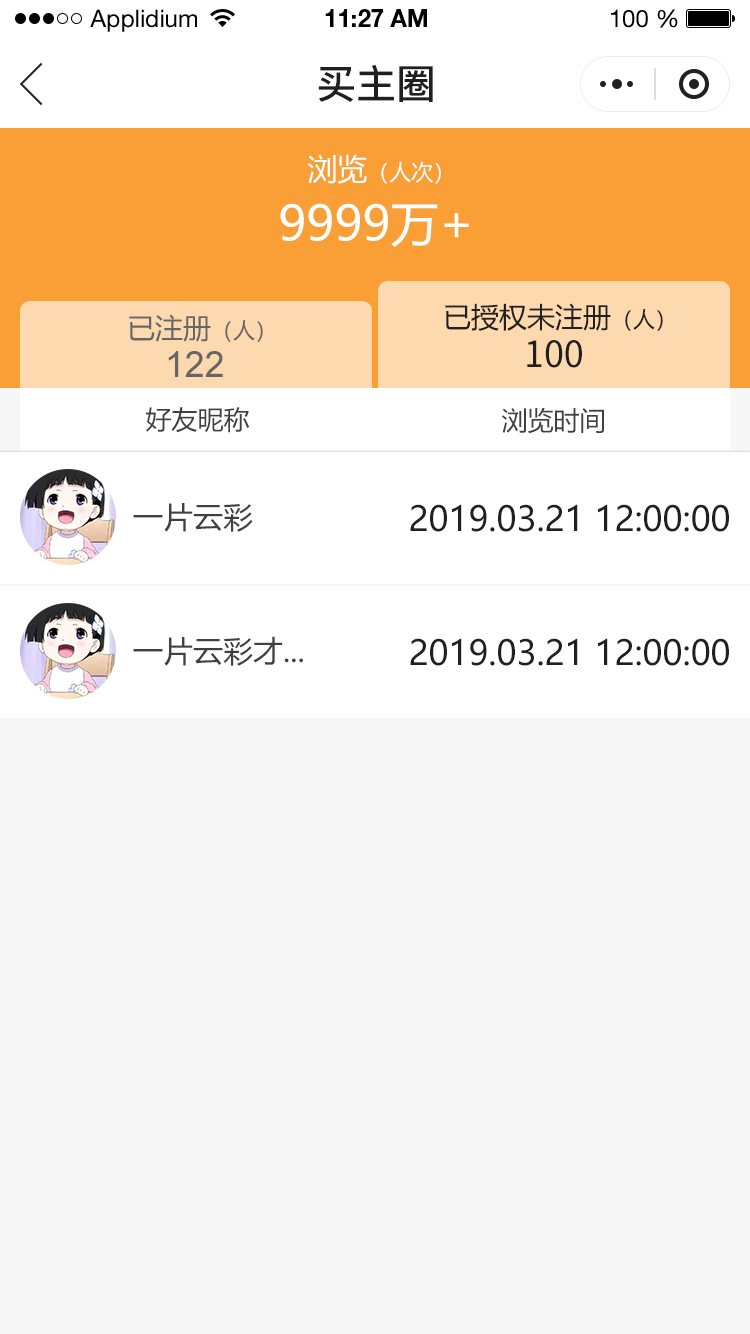 Applidium 11:27 AM 100 %
买主圈
浏览（人次）
9999万+
已注册（人）
122
已授权未注册（人）
100
好友昵称 浏览时间
一片云彩 2019.03.21 12:00:00
一片云彩才... 2019.03.21 12:00:00